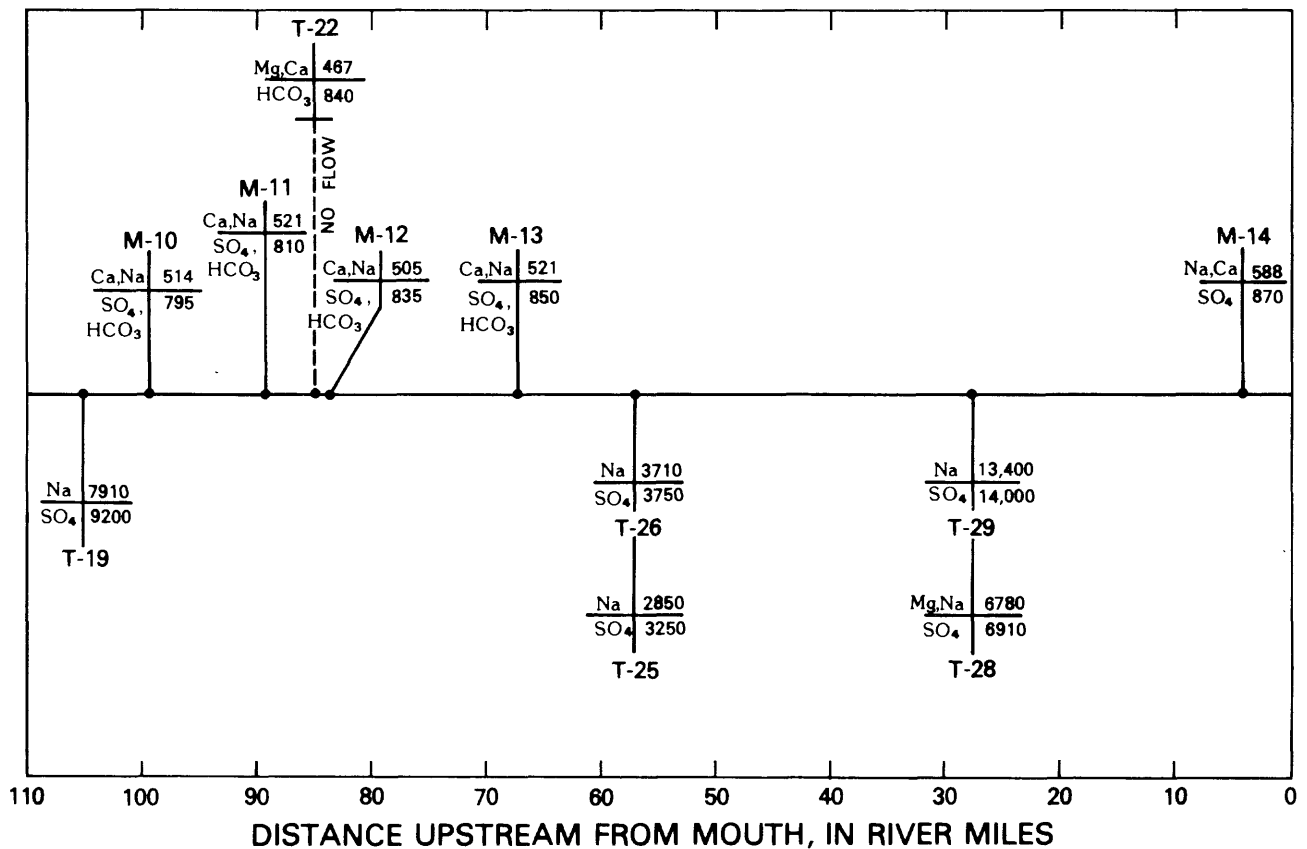 T-22
Mg,Ca 467
HCO₃ 840
NO FLOW
M-11
Ca,Na 521
SO₄, 810
HCO₃
M-10
Ca,Na 514
SO₄, 795
HCO₃
M-12
Ca,Na 505
SO₄, 835
HCO₃
M-13
Ca,Na 521
SO₄, 850
HCO₃
M-14
Na,Ca 588
SO₄ 870
Na 7910
SO₄ 9200
T-19
Na 3710
SO₄ 3750
T-26
Na 2850
SO₄ 3250
T-25
Na 13,400
SO₄ 14,000
T-29
Mg,Na 6780
SO₄ 6910
T-28
110 100 90 80 70 60 50 40 30 20 10 0
DISTANCE UPSTREAM FROM MOUTH, IN RIVER MILES